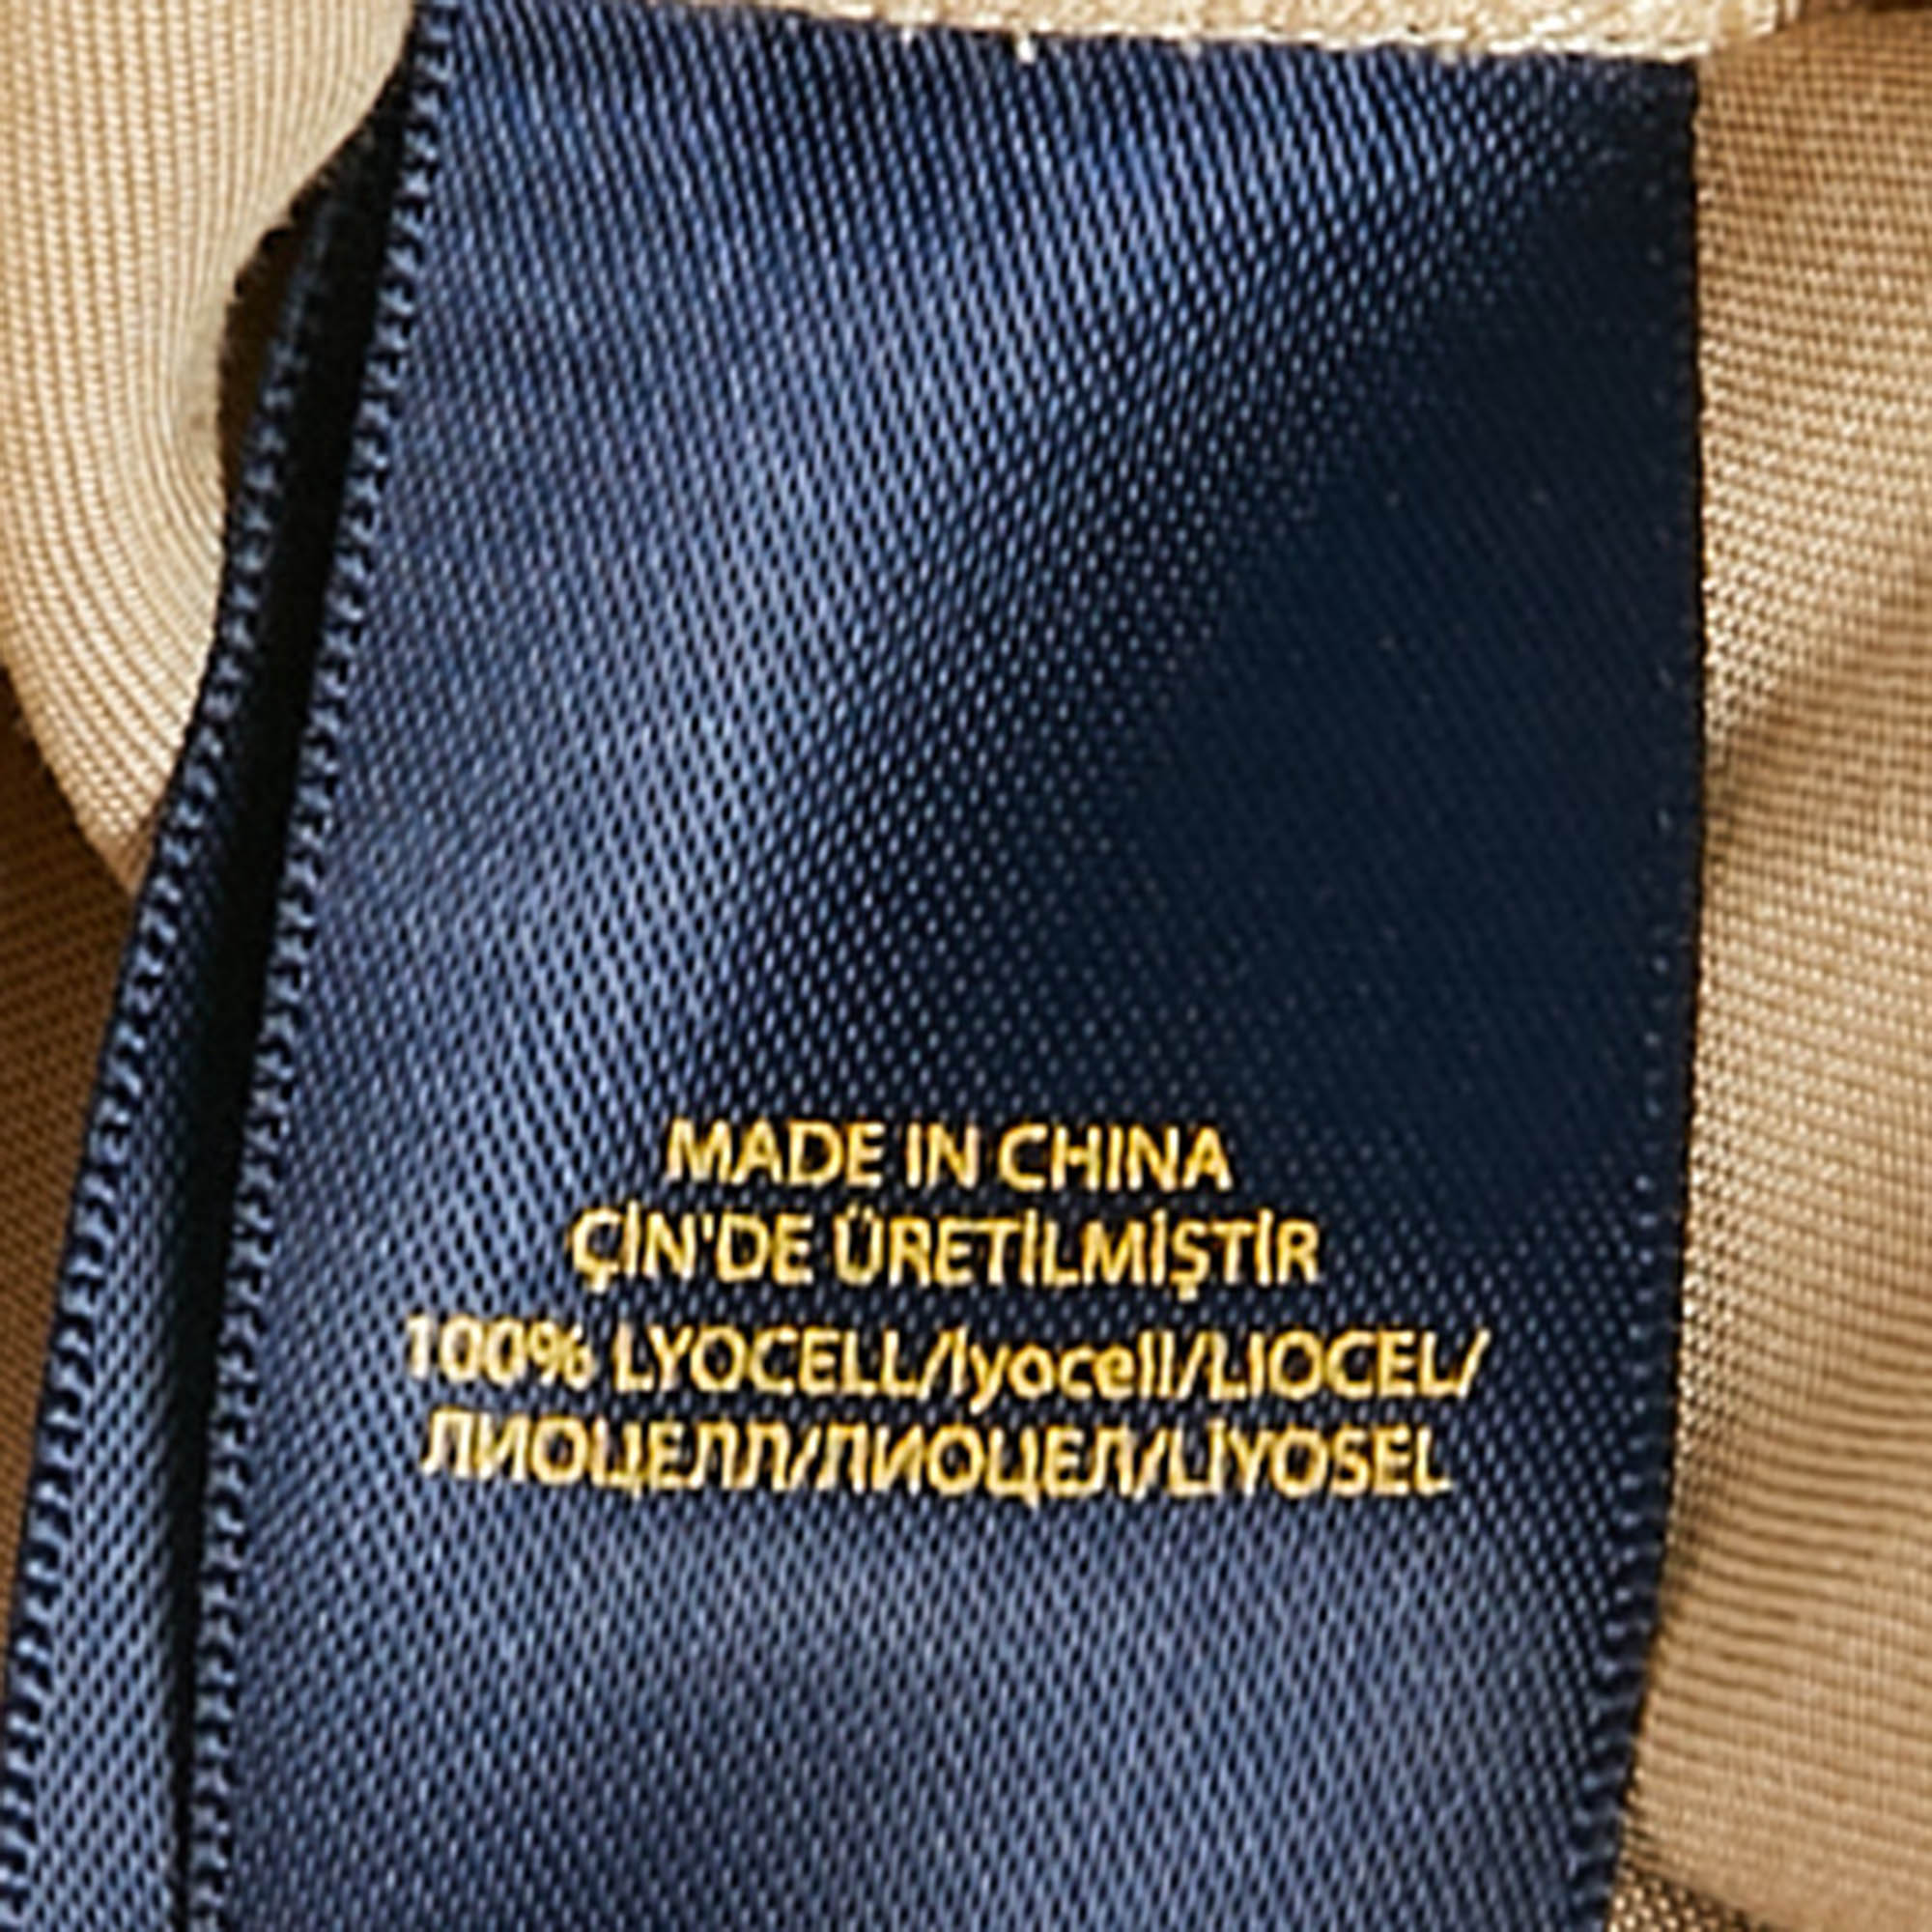 MADE IN CHINA
ÇİN'DE ÜRETİLMİŞTİR
100% LYOCELL/lyocell/LIOCEL/
ЛИОЦЕЛЛ/ЛИОЦЕЛ/LİYOSEL